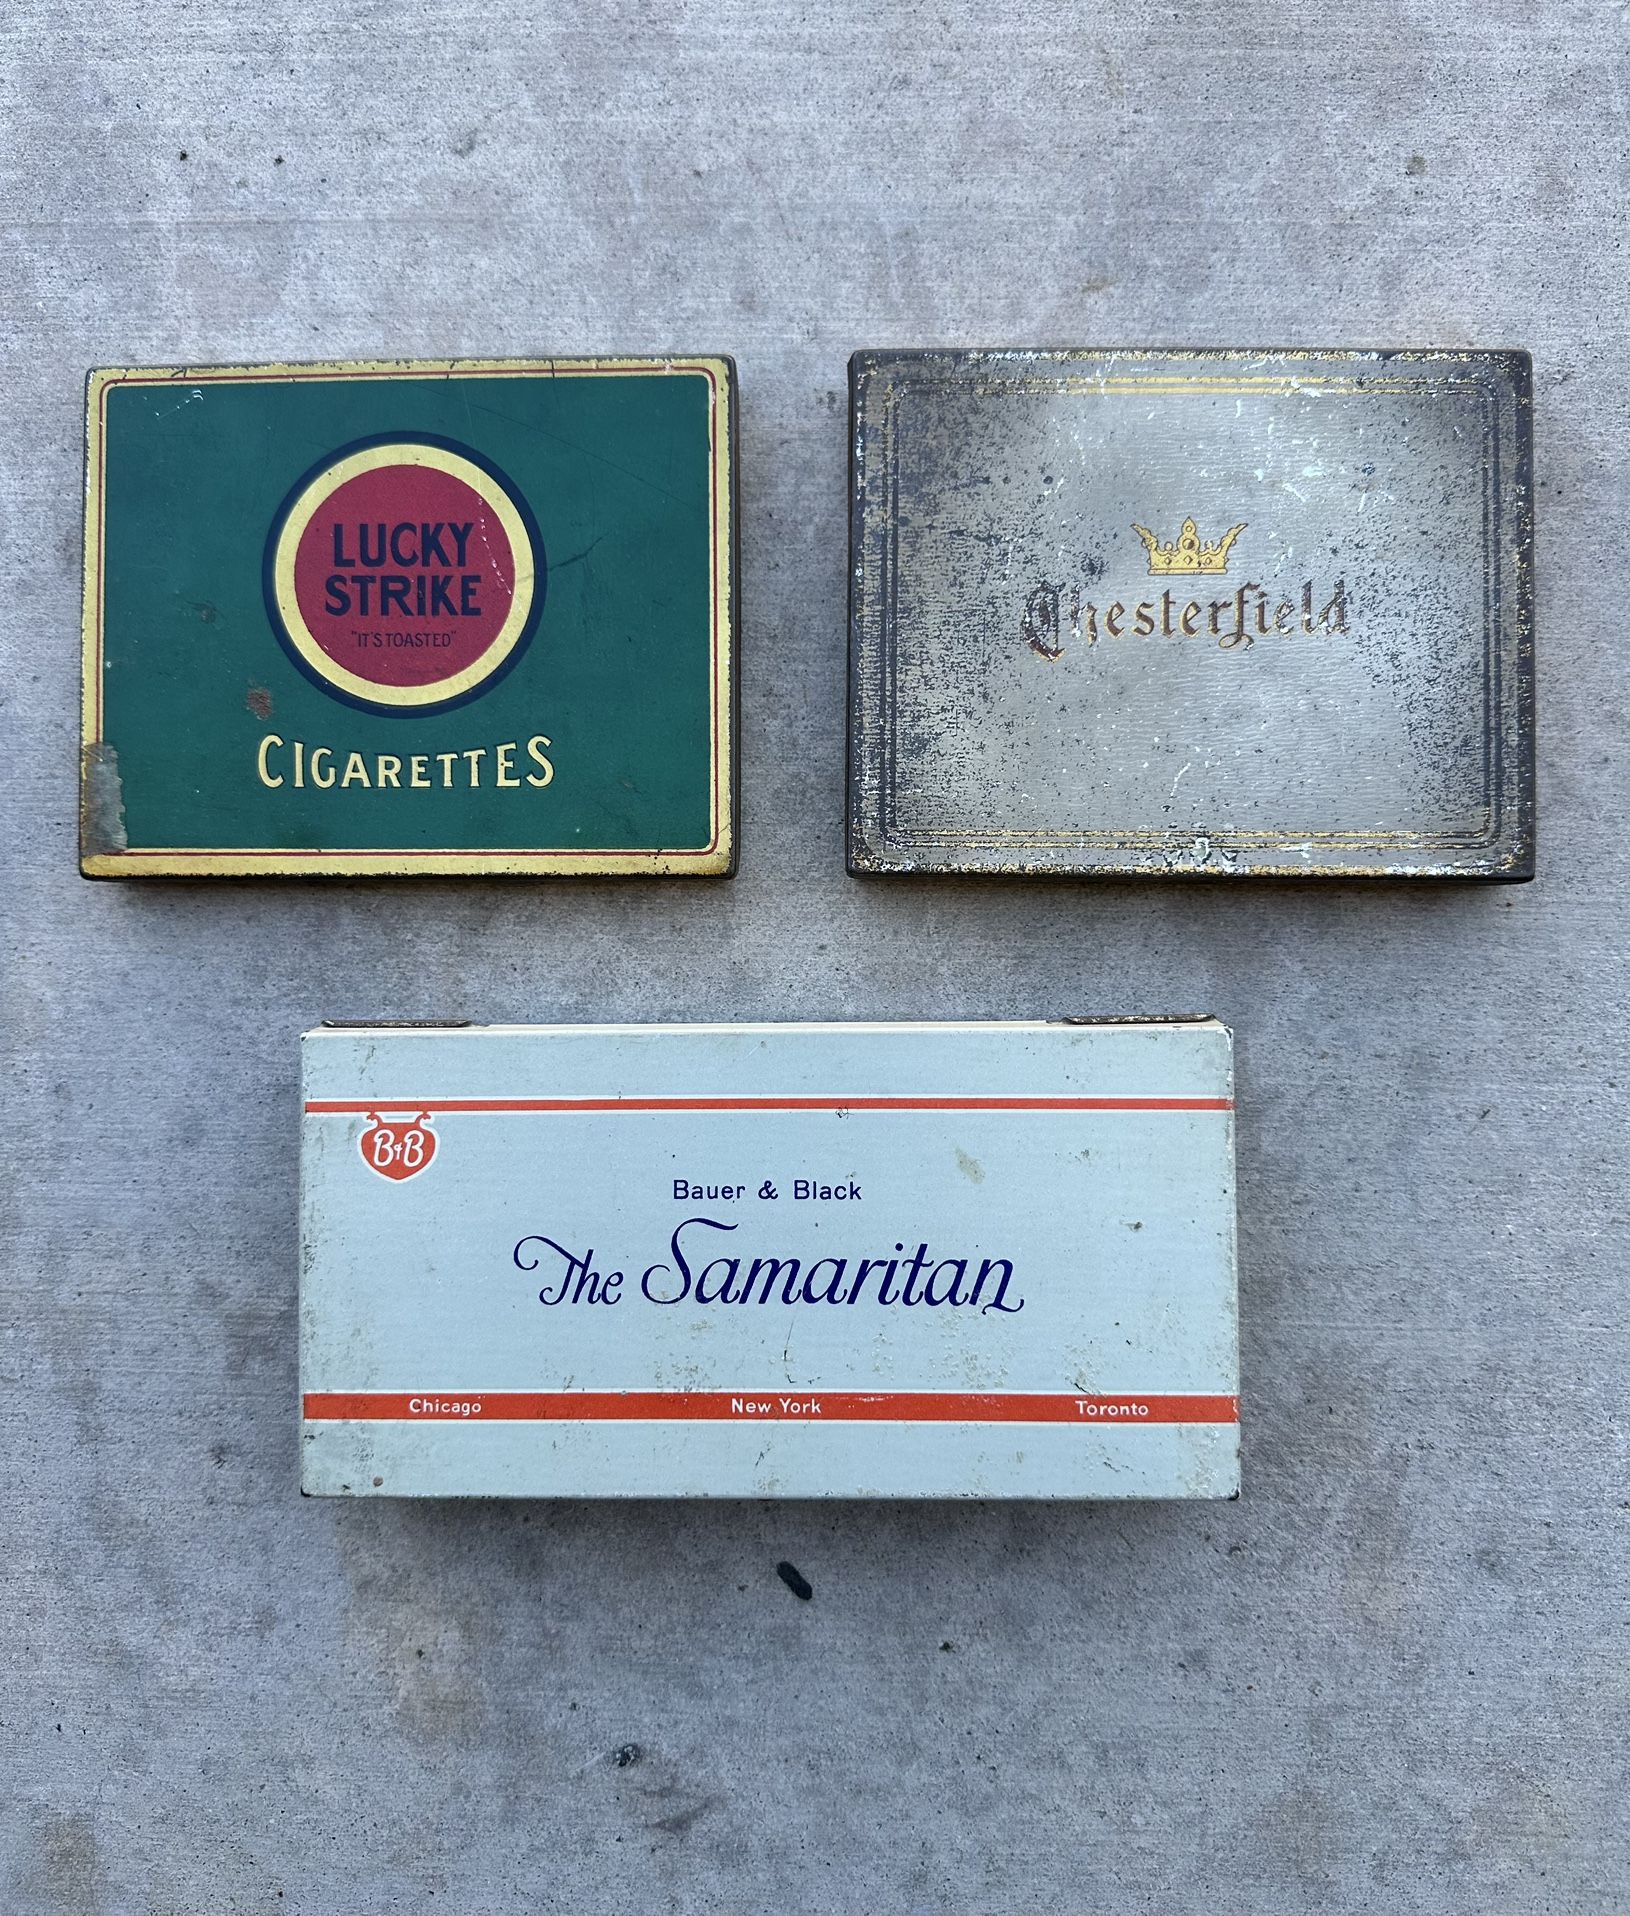 LUCKY
STRIKE
"IT'S TOASTED"
CIGARETTES
Chesterfield
B&B
Bauer & Black
The Samaritan
Chicago New York Toronto